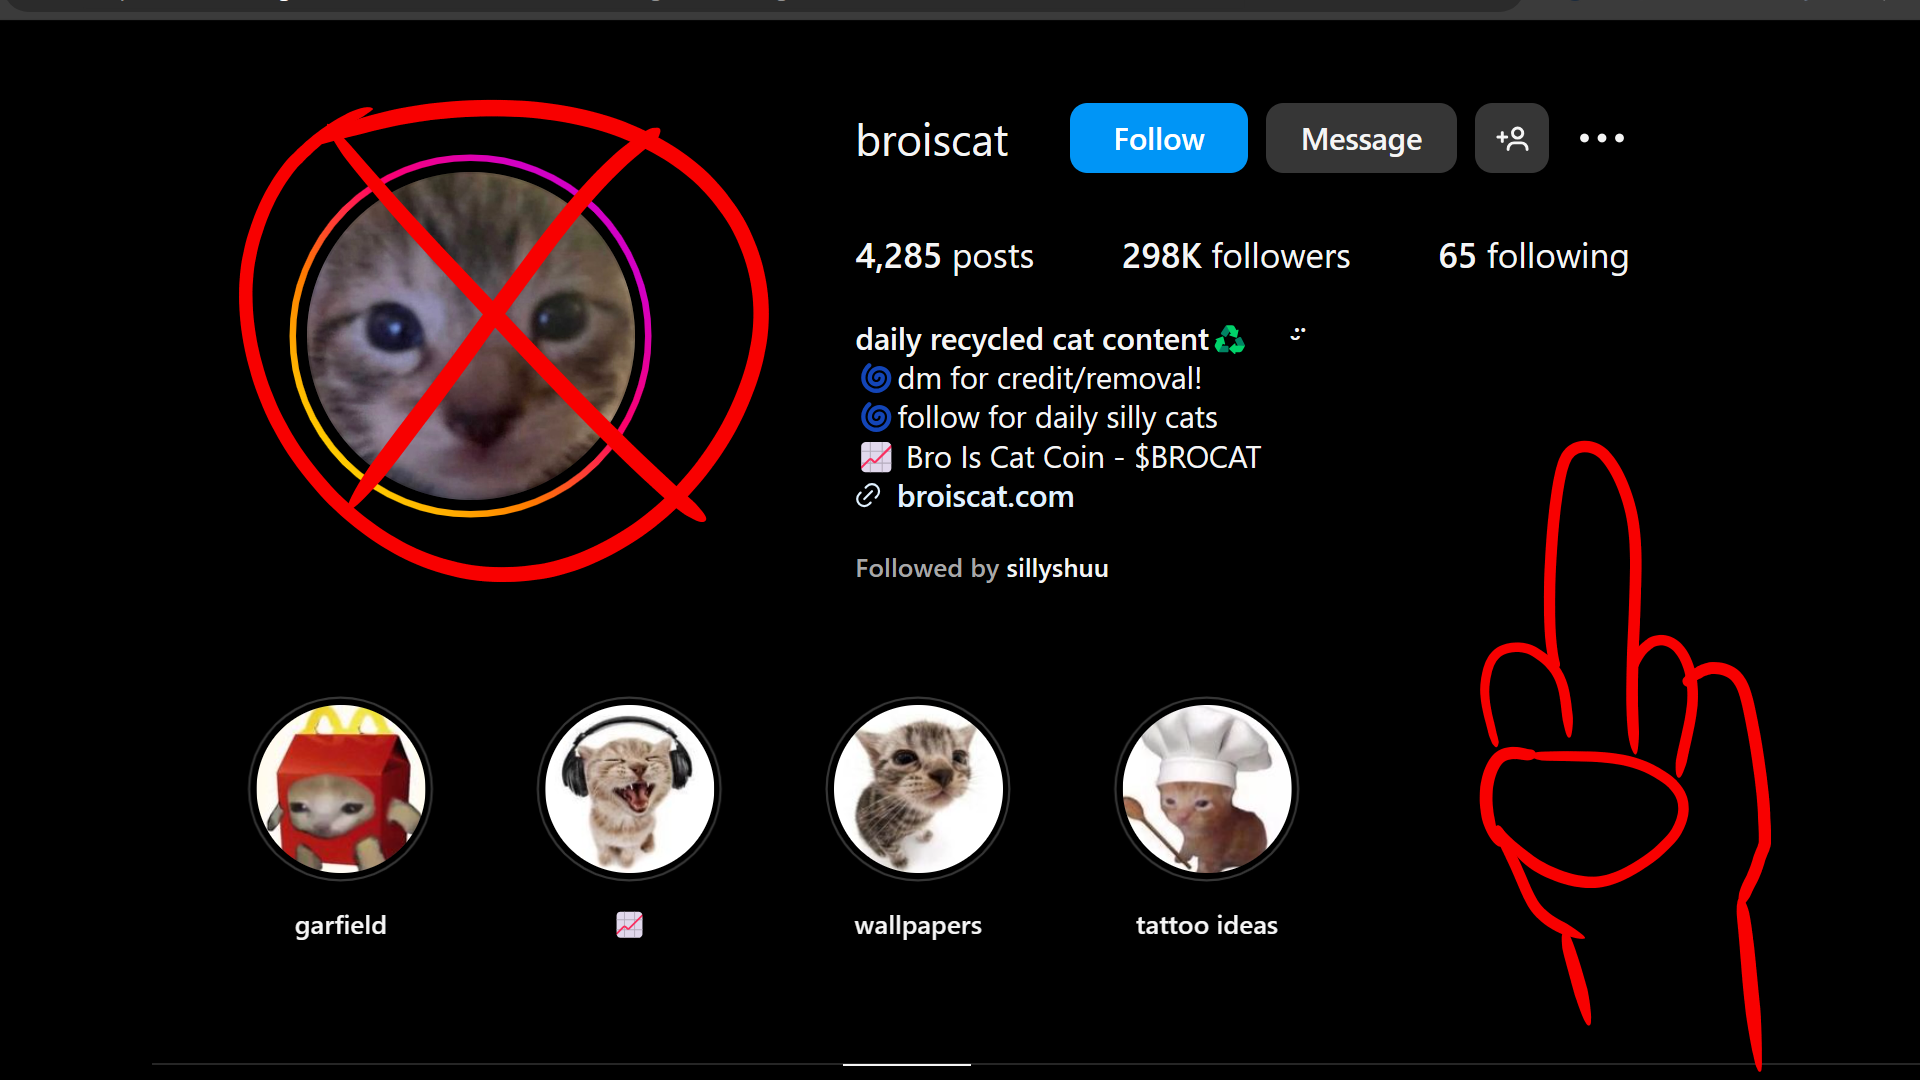 broiscat Follow Message
4,285 posts 298K followers 65 following
daily recycled cat content♻️
🌀dm for credit/removal!
🌀follow for daily silly cats
📈 Bro Is Cat Coin - $BROCAT
broiscat.com
Followed by sillyshuu
garfield 📈 wallpapers tattoo ideas